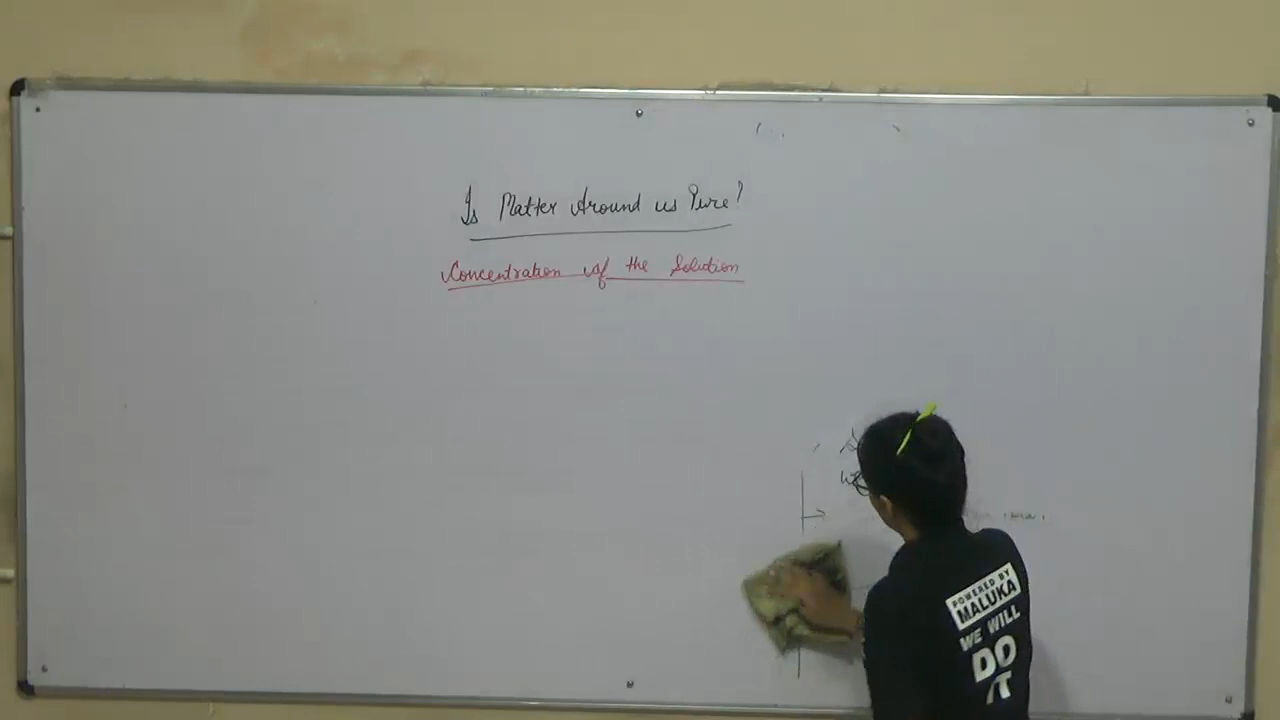 Is Matter Around us Pure?
Concentration of the Solution
POWERED BY
MALUKA
WE WILL
DO
IT